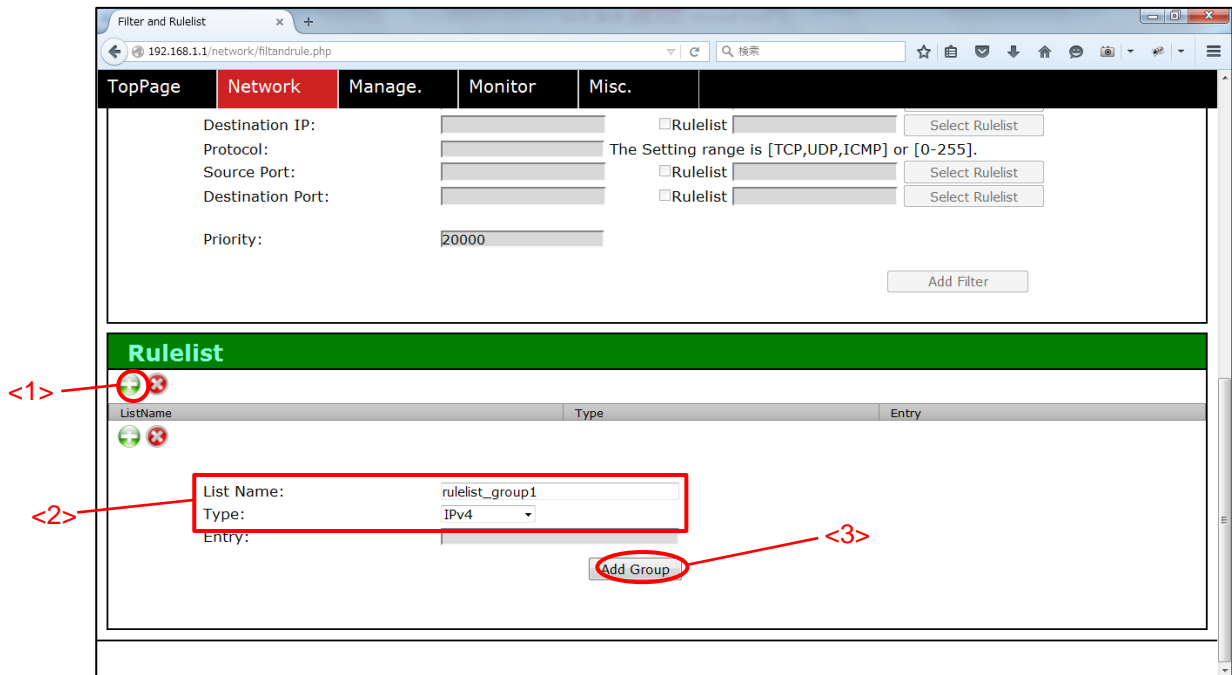 Filter and Rulelist
192.168.1.1/network/filtandrule.php
検索
TopPage Network Manage. Monitor Misc.
Destination IP: Rulelist Select Rulelist
Protocol: The Setting range is [TCP,UDP,ICMP] or [0-255].
Source Port: Rulelist Select Rulelist
Destination Port: Rulelist Select Rulelist
Priority: 20000
Add Filter
Rulelist
<1>
ListName Type Entry
List Name: rulelist_group1
<2>
Type: IPv4
Entry:
<3>
Add Group